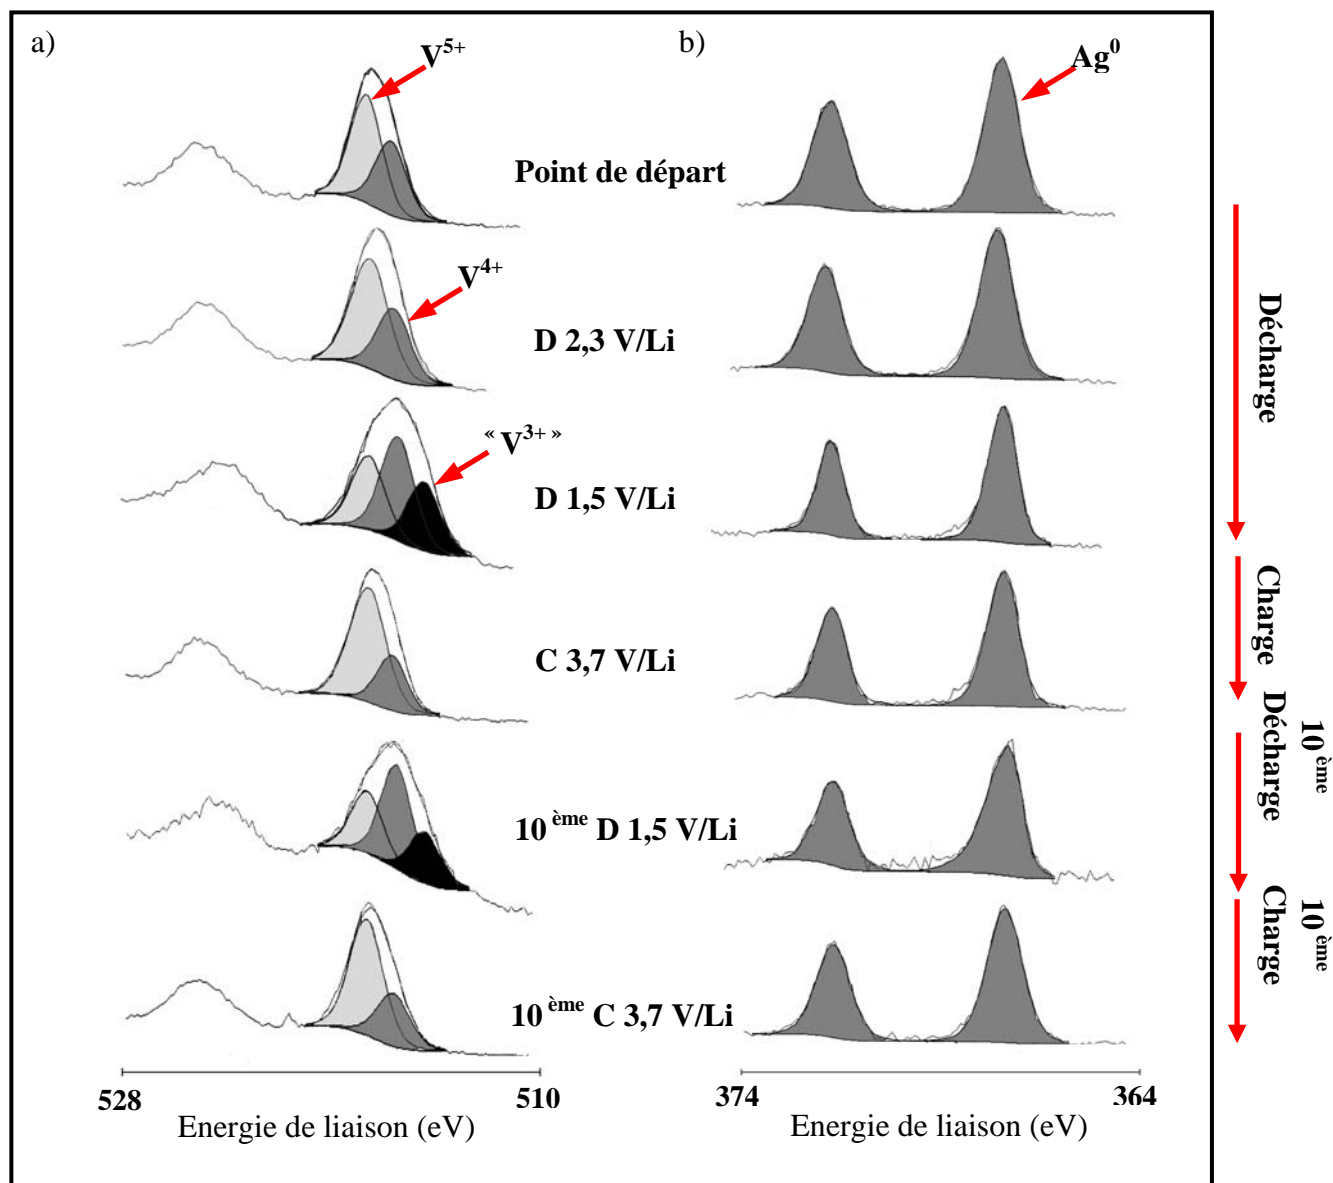 a)
V5+
b)
Ag0
Point de départ
V4+
D 2,3 V/Li
« V3+ »
D 1,5 V/Li
C 3,7 V/Li
10 ème D 1,5 V/Li
10 ème C 3,7 V/Li
528
510
Energie de liaison (eV)
374
364
Energie de liaison (eV)
Décharge
Charge
10 ème
Décharge
10 ème
Charge